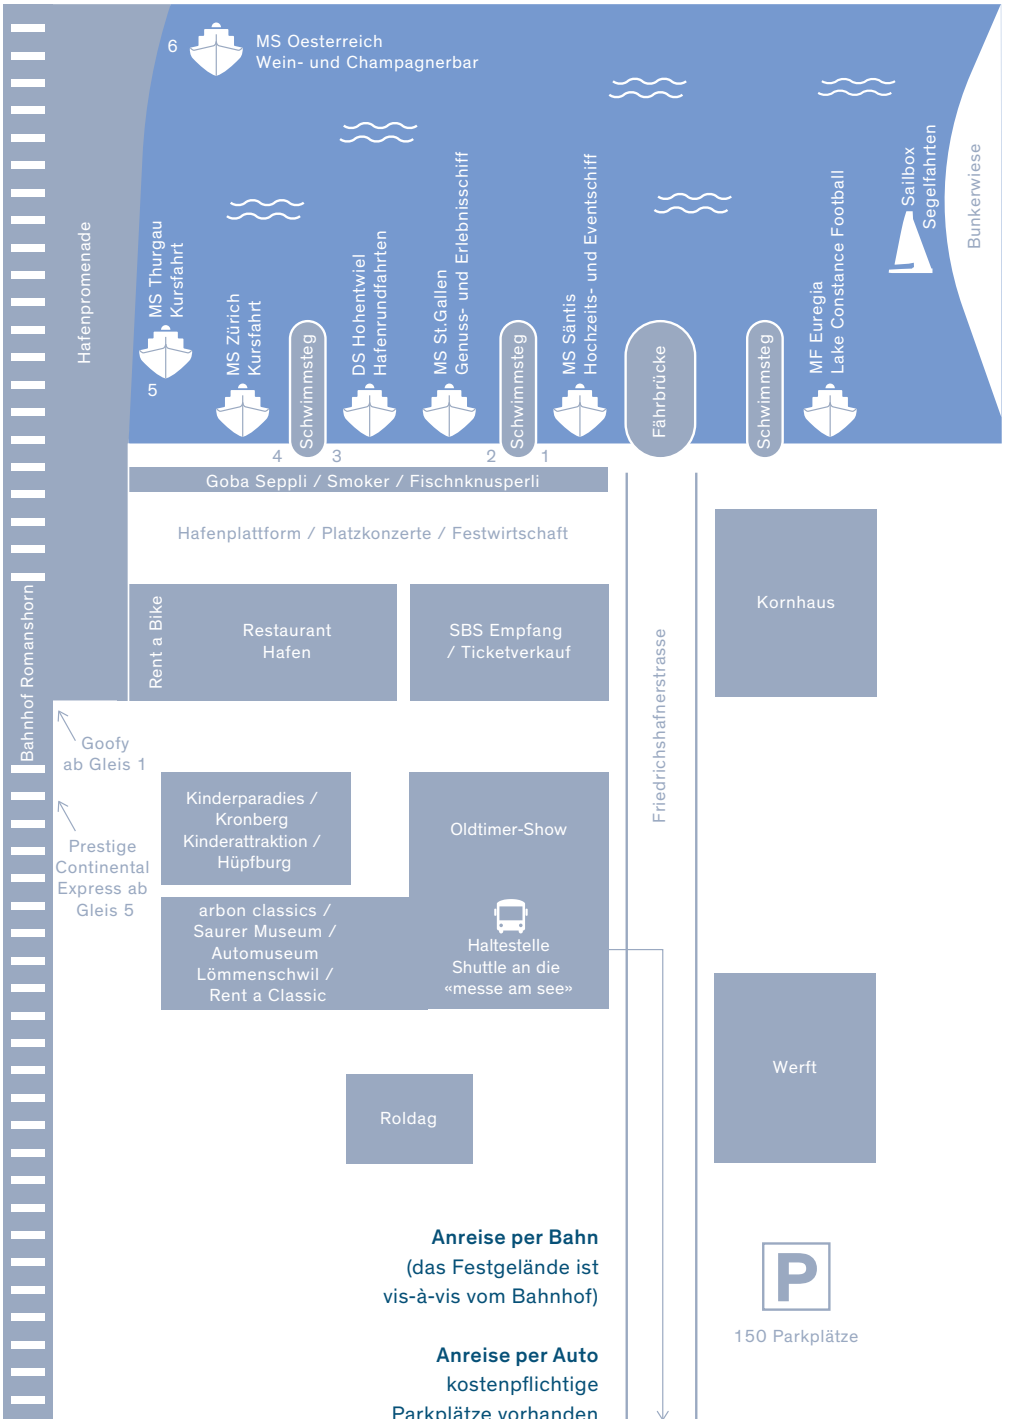 6
MS Oesterreich
Wein- und Champagnerbar
Hafenpromenade
MS Thurgau
Kursfahrt
5
MS Zürich
Kursfahrt
Schwimmsteg
DS Hohentwiel
Hafenrundfahrten
MS St.Gallen
Genuss- und Erlebnisschiff
Schwimmsteg
MS Säntis
Hochzeits- und Eventschiff
Fährbrücke
Schwimmsteg
MF Euregia
Lake Constance Football
Sailbox
Segelfahrten
Bunkerwiese
4
3
2
1
Goba Seppli / Smoker / Fischnknusperli
Hafenplattform / Platzkonzerte / Festwirtschaft
Bahnhof Romanshorn
Rent a Bike
Restaurant
Hafen
SBS Empfang
/ Ticketverkauf
Friedrichshafnerstrasse
Kornhaus
Goofy
ab Gleis 1
Prestige
Continental
Express ab
Gleis 5
Kinderparadies /
Kronberg
Kinderattraktion /
Hüpfburg
Oldtimer-Show
arbon classics /
Saurer Museum /
Automuseum
Lömmenschwil /
Rent a Classic
Haltestelle
Shuttle an die
«messe am see»
Werft
Roldag
Anreise per Bahn
(das Festgelände ist
vis-à-vis vom Bahnhof)
P
150 Parkplätze
Anreise per Auto
kostenpflichtige
Parkplätze vorhanden